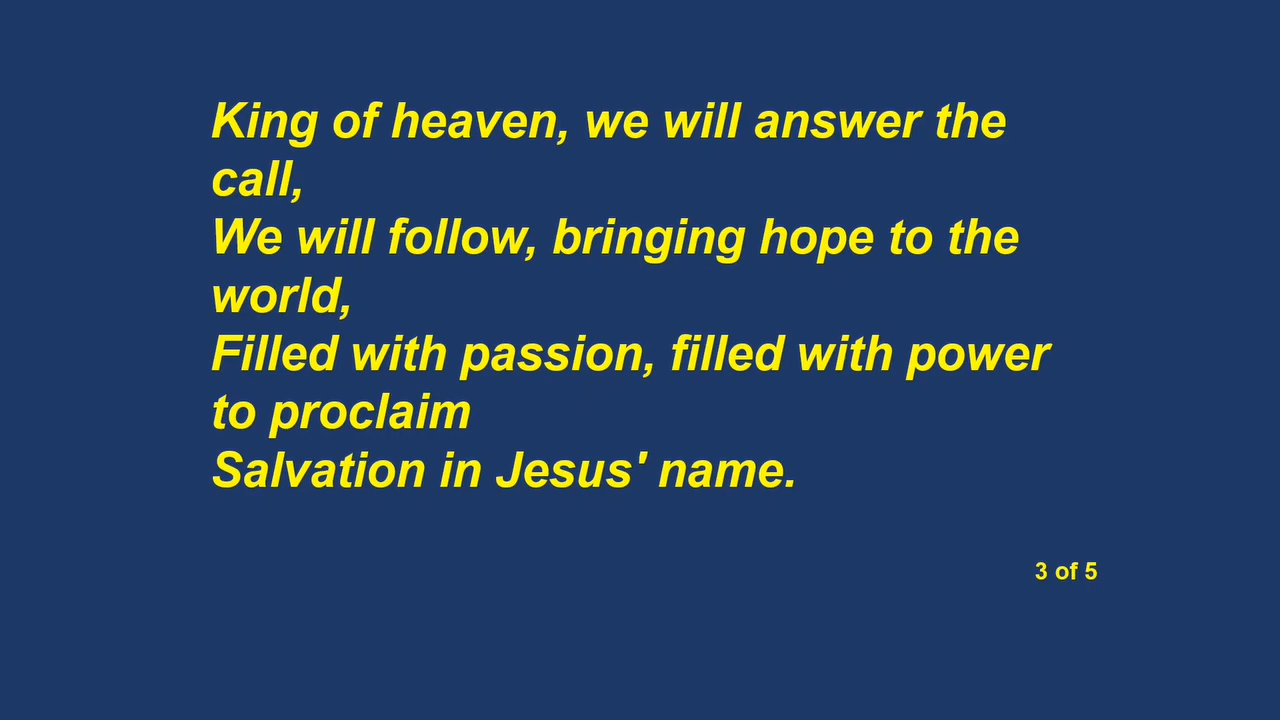 King of heaven, we will answer the
call,
We will follow, bringing hope to the
world,
Filled with passion, filled with power
to proclaim
Salvation in Jesus' name.
3 of 5